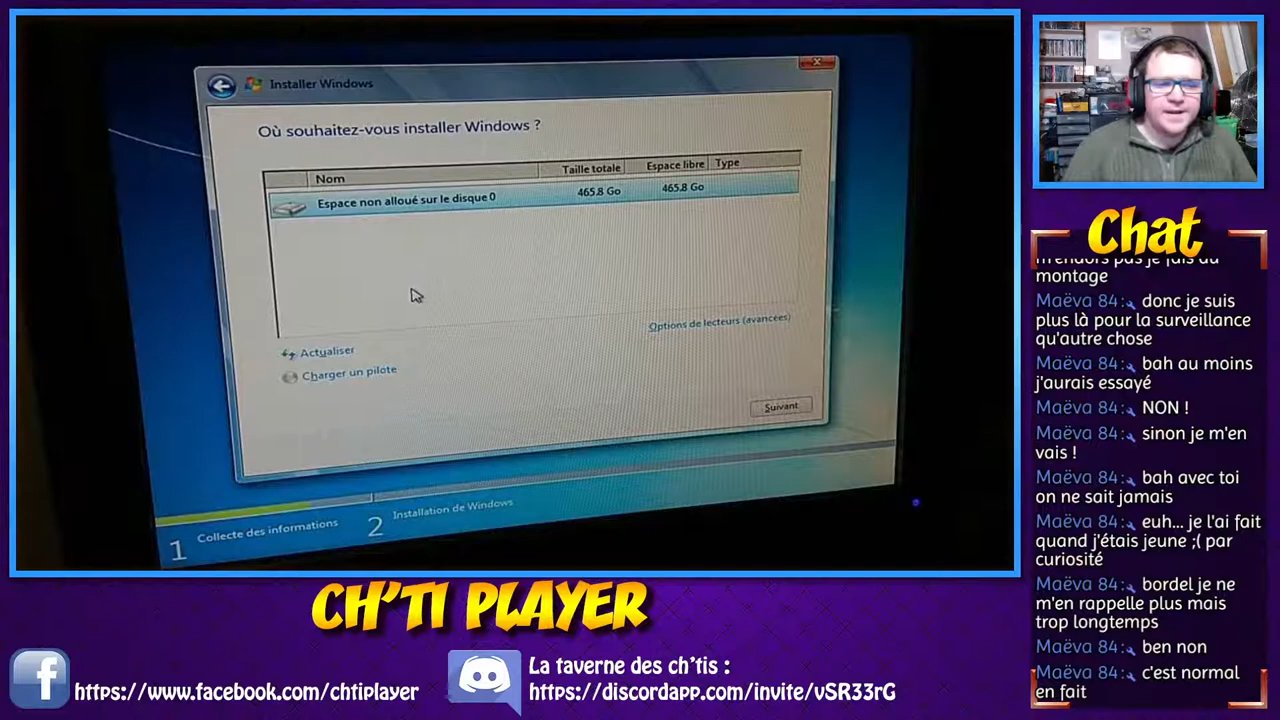 Installer Windows
Où souhaitez-vous installer Windows ?
Nom Taille totale Espace libre Type
Espace non alloué sur le disque 0 465.8 Go 465.8 Go
Options de lecteurs (avancées)
Actualiser
Charger un pilote
Suivant
1 Collecte des informations
2 Installation de Windows
Chat
montage
Maëva 84: donc je suis
plus là pour la surveillance
qu'autre chose
Maëva 84: bah au moins
j'aurais essayé
Maëva 84: NON !
Maëva 84: sinon je m'en
vais !
Maëva 84: bah avec toi
on ne sait jamais
Maëva 84: euh... je l'ai fait
quand j'étais jeune ;( par
curiosité
Maëva 84: bordel je ne
m'en rappelle plus mais
trop longtemps
Maëva 84: ben non
Maëva 84: c'est normal
en fait
CH'TI PLAYER
https://www.facebook.com/chtiplayer
La taverne des ch'tis :
https://discordapp.com/invite/vSR33rG